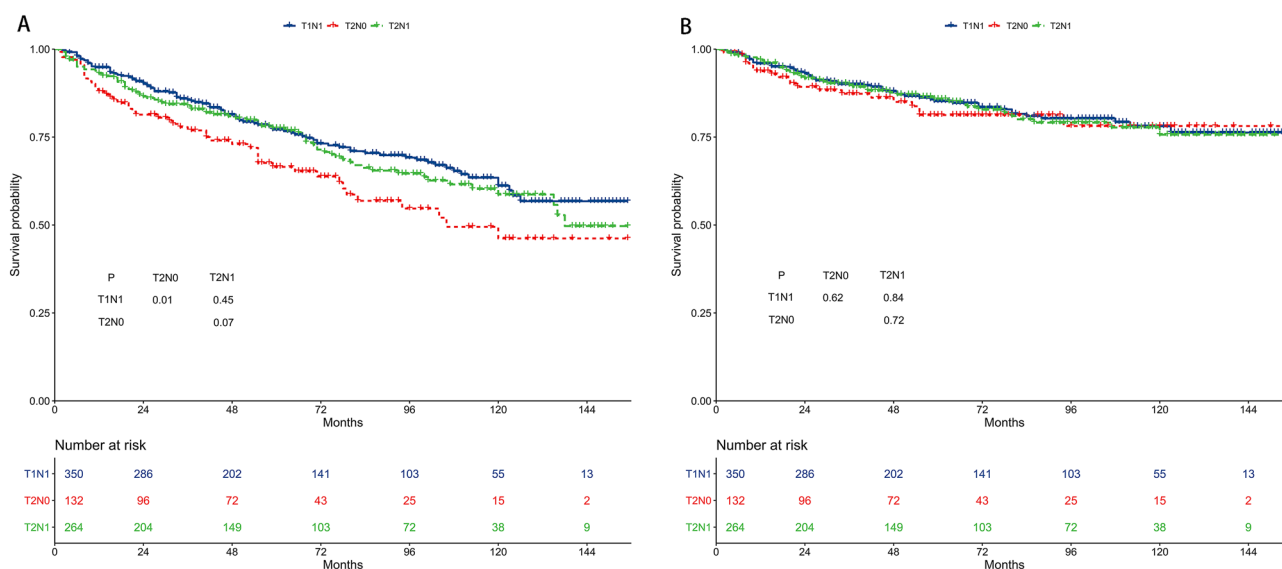 A
T1N1 T2N0 T2N1
1.00
0.75
0.50
0.25
0.00
Survival probability
P T2N0 T2N1
T1N1 0.01 0.45
T2N0 0.07
0 24 48 72 96 120 144
Months
Number at risk
T1N1 350 286 202 141 103 55 13
T2N0 132 96 72 43 25 15 2
T2N1 264 204 149 103 72 38 9
0 24 48 72 96 120 144
Months
B
T1N1 T2N0 T2N1
1.00
0.75
0.50
0.25
0.00
Survival probability
P T2N0 T2N1
T1N1 0.62 0.84
T2N0 0.72
0 24 48 72 96 120 144
Months
Number at risk
T1N1 350 286 202 141 103 55 13
T2N0 132 96 72 43 25 15 2
T2N1 264 204 149 103 72 38 9
0 24 48 72 96 120 144
Months